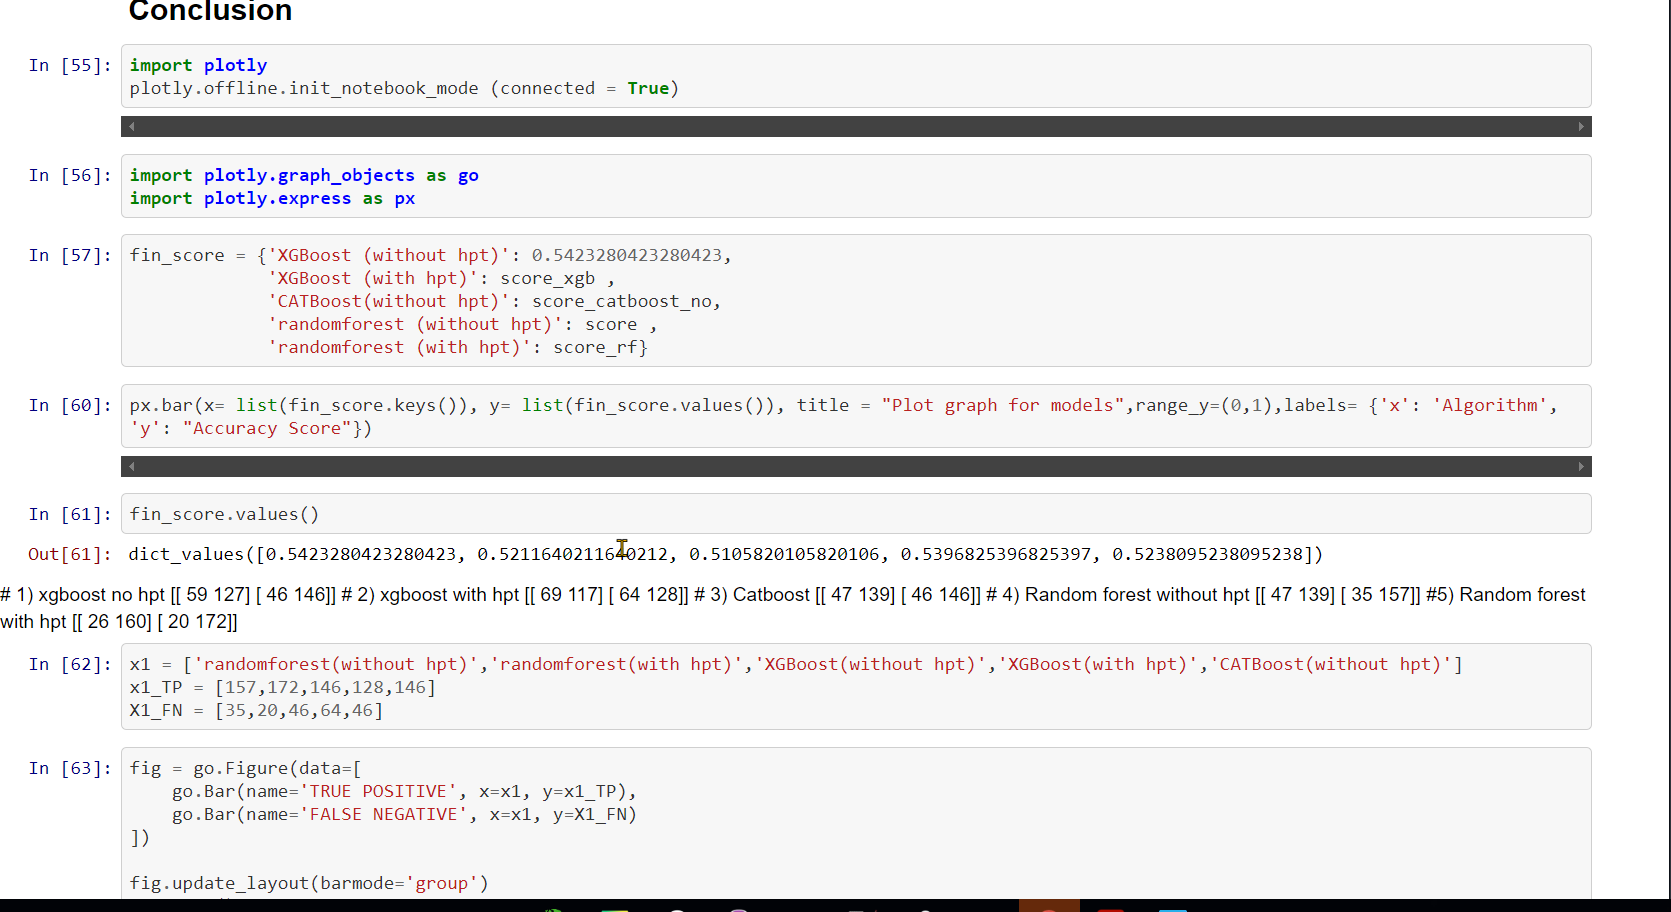 Conclusion
In [55]: import plotly
plotly.offline.init_notebook_mode (connected = True)
In [56]: import plotly.graph_objects as go
import plotly.express as px
In [57]: fin_score = {'XGBoost (without hpt)': 0.5423280423280423,
'XGBoost (with hpt)': score_xgb ,
'CATBoost(without hpt)': score_catboost_no,
'randomforest (without hpt)': score ,
'randomforest (with hpt)': score_rf}
In [60]: px.bar(x= list(fin_score.keys()), y= list(fin_score.values()), title = "Plot graph for models",range_y=(0,1),labels= {'x': 'Algorithm',
'y': "Accuracy Score"})
In [61]: fin_score.values()
Out[61]: dict_values([0.5423280423280423, 0.5211640211640212, 0.5105820105820106, 0.5396825396825397, 0.5238095238095238])
# 1) xgboost no hpt [[ 59 127] [ 46 146]] # 2) xgboost with hpt [[ 69 117] [ 64 128]] # 3) Catboost [[ 47 139] [ 46 146]] # 4) Random forest without hpt [[ 47 139] [ 35 157]] #5) Random forest
with hpt [[ 26 160] [ 20 172]]
In [62]: x1 = ['randomforest(without hpt)','randomforest(with hpt)','XGBoost(without hpt)','XGBoost(with hpt)','CATBoost(without hpt)']
x1_TP = [157,172,146,128,146]
X1_FN = [35,20,46,64,46]
In [63]: fig = go.Figure(data=[
go.Bar(name='TRUE POSITIVE', x=x1, y=x1_TP),
go.Bar(name='FALSE NEGATIVE', x=x1, y=X1_FN)
])
fig.update_layout(barmode='group')